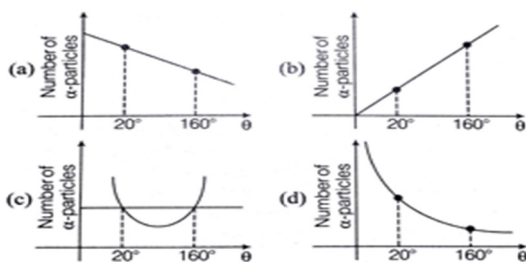 (a)
Number of
α-particles
20°
160°
θ
(b)
Number of
α-particles
20°
160°
θ
(c)
Number of
α-particles
20°
160°
θ
(d)
Number of
α-particles
20°
160°
θ